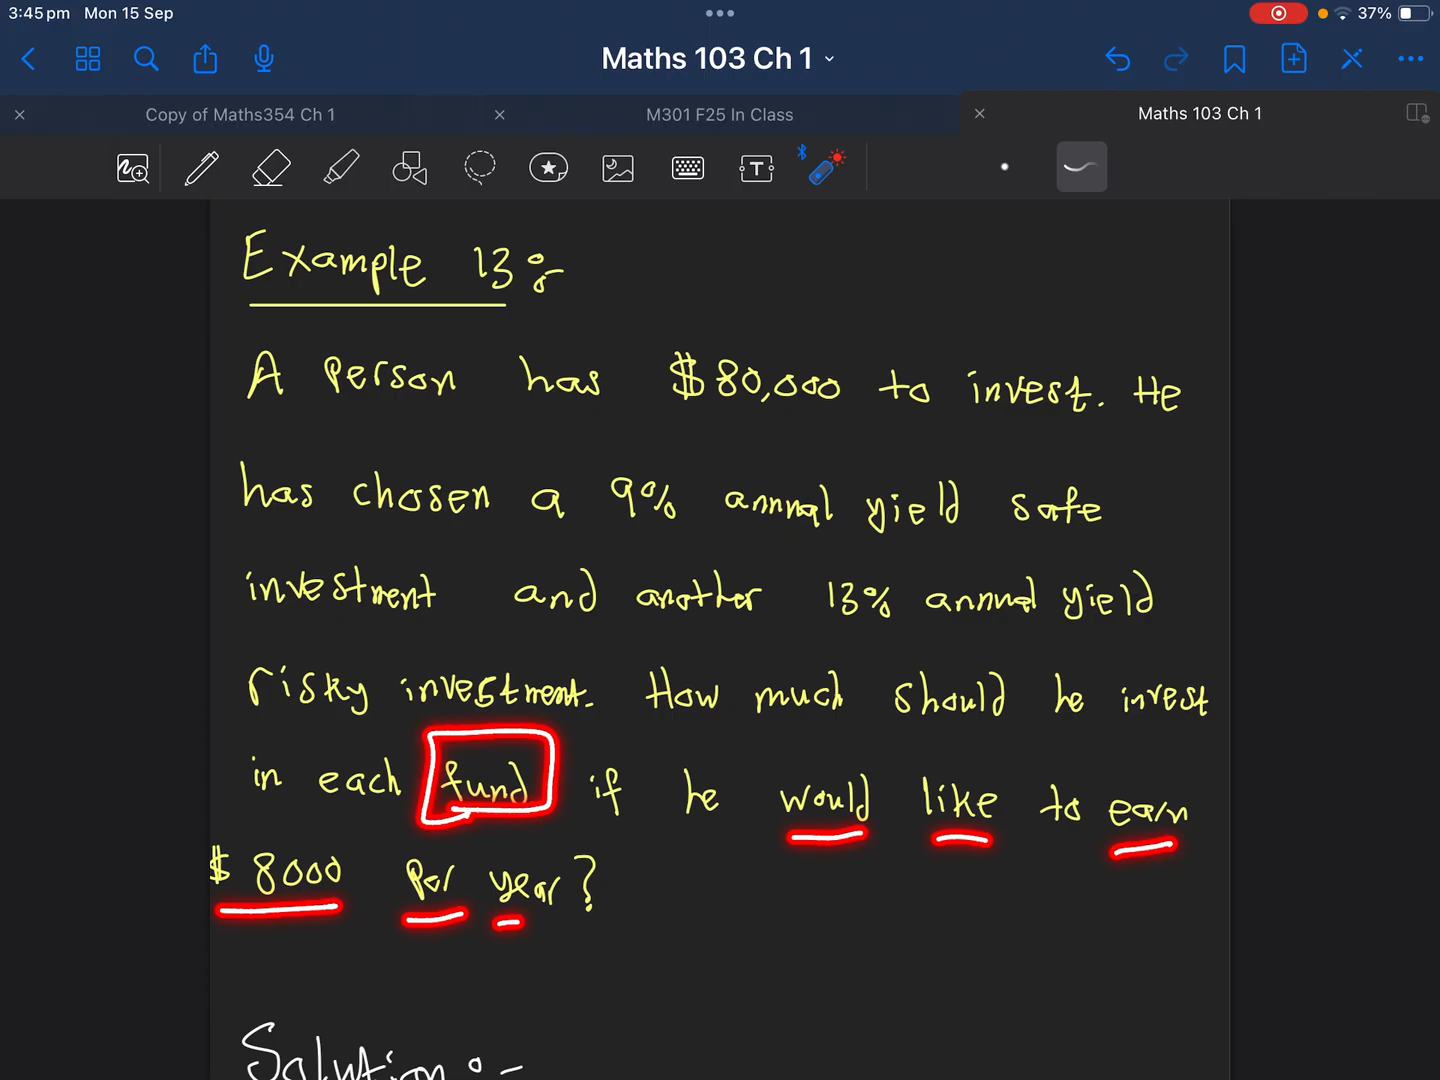 3:45 pm Mon 15 Sep
37%
Maths 103 Ch 1
Copy of Maths354 Ch 1
M301 F25 In Class
Maths 103 Ch 1
Example 13:-
A Person has $80,000 to invest. He
has chosen a 9% annual yield safe
investment and another 13% annual yield
risky investment. How much should he invest
in each fund if he would like to earn
$ 8000 Per year?
Solution:-